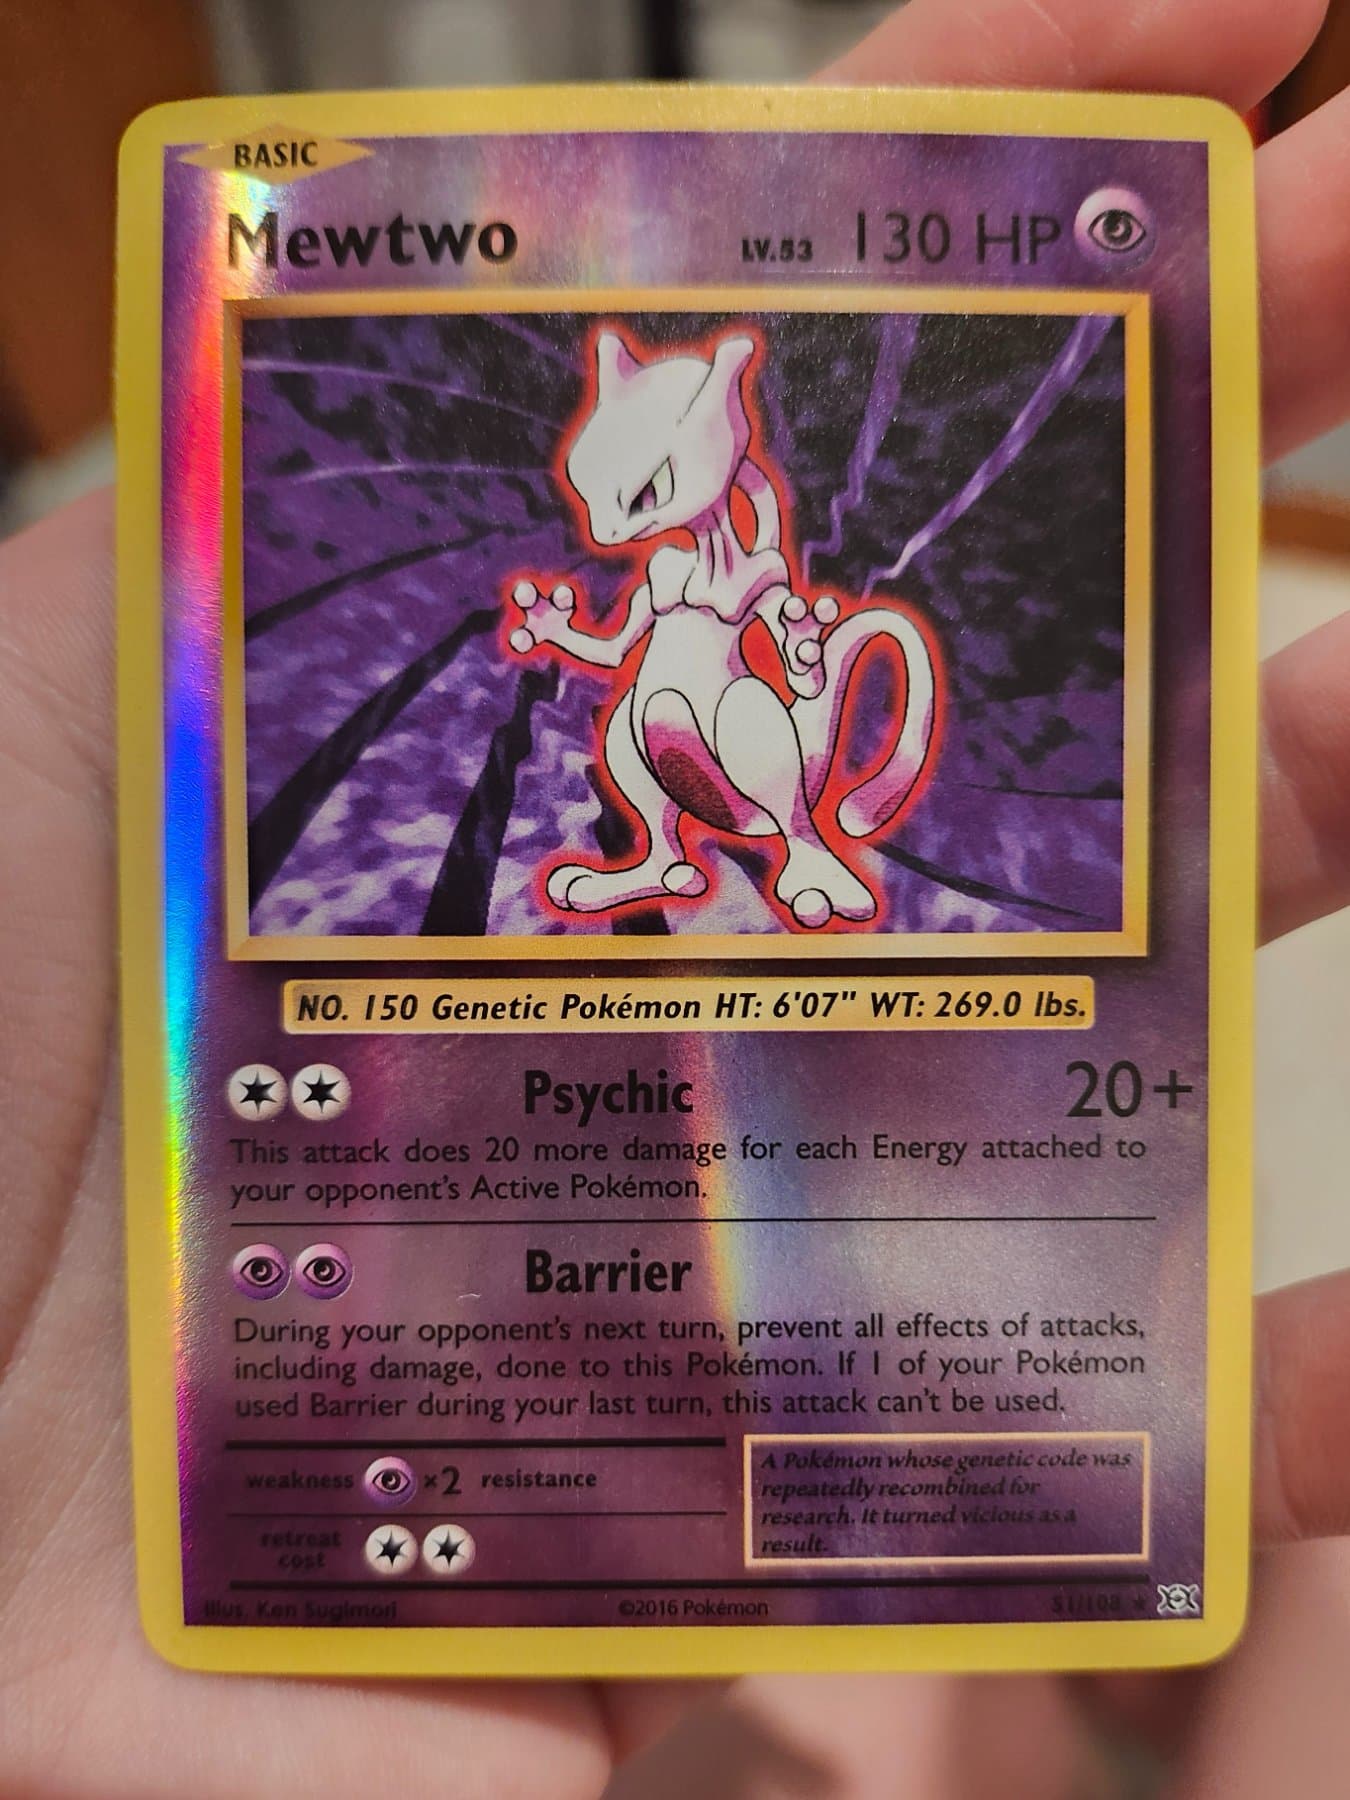 BASIC
Mewtwo LV.53 130 HP
NO. 150 Genetic Pokémon HT: 6'07" WT: 269.0 lbs.
Psychic 20+
This attack does 20 more damage for each Energy attached to
your opponent's Active Pokémon.
Barrier
During your opponent's next turn, prevent all effects of attacks,
including damage, done to this Pokémon. If 1 of your Pokémon
used Barrier during your last turn, this attack can't be used.
weakness ×2 resistance
retreat
cost
A Pokémon whose genetic code was
repeatedly recombined for
research. It turned vicious as a
result.
Illus. Ken Sugimori ©2016 Pokémon 51/108 ★